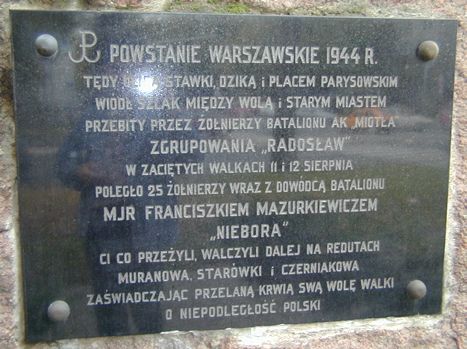 POWSTANIE WARSZAWSKIE 1944 R.
TĘDY STAWKI, DZIKĄ i PLACEM PARYSOWSKIM
WIÓDŁ SZLAK MIĘDZY WOLĄ i STARYM MIASTEM
PRZEBITY PRZEZ ŻOŁNIERZY BATALIONU AK „MIOTŁA"
ZGRUPOWANIA „RADOSŁAW"
W ZACIĘTYCH WALKACH 11 i 12 SIERPNIA
POLEGŁO 25 ŻOŁNIERZY WRAZ Z DOWÓDCĄ BATALIONU
MJR FRANCISZKIEM MAZURKIEWICZEM
„NIEBORA"
CI CO PRZEŻYLI, WALCZYLI DALEJ NA REDUTACH
MURANOWA, STARÓWKI i CZERNIAKOWA
ZAŚWIADCZAJĄC PRZELANĄ KRWIĄ SWĄ WOLĘ WALKI
O NIEPODLEGŁOŚĆ POLSKI